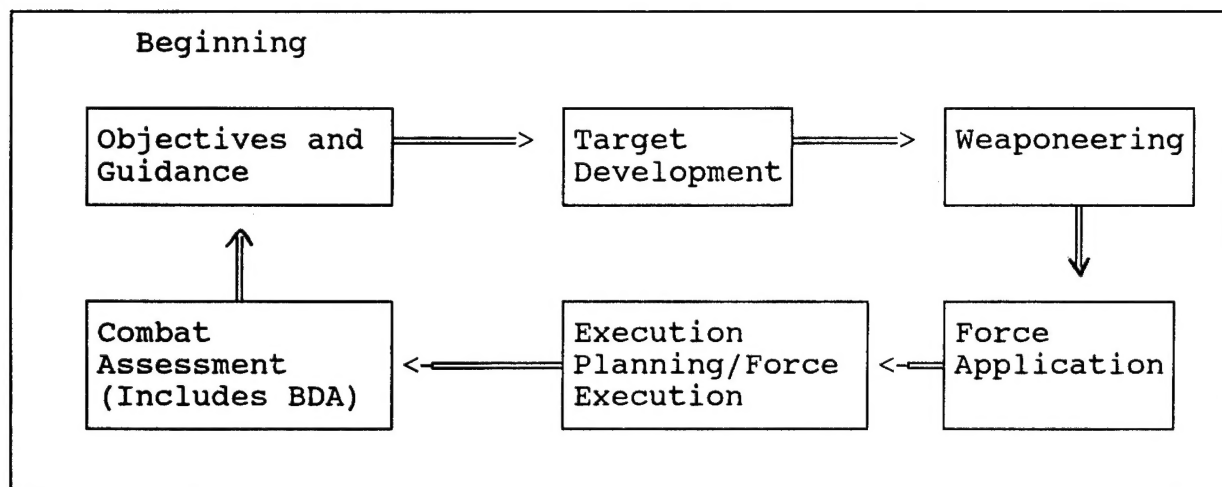 Beginning
Objectives and
Guidance
Target
Development
Weaponeering
Combat
Assessment
(Includes BDA)
Execution
Planning/Force
Execution
Force
Application